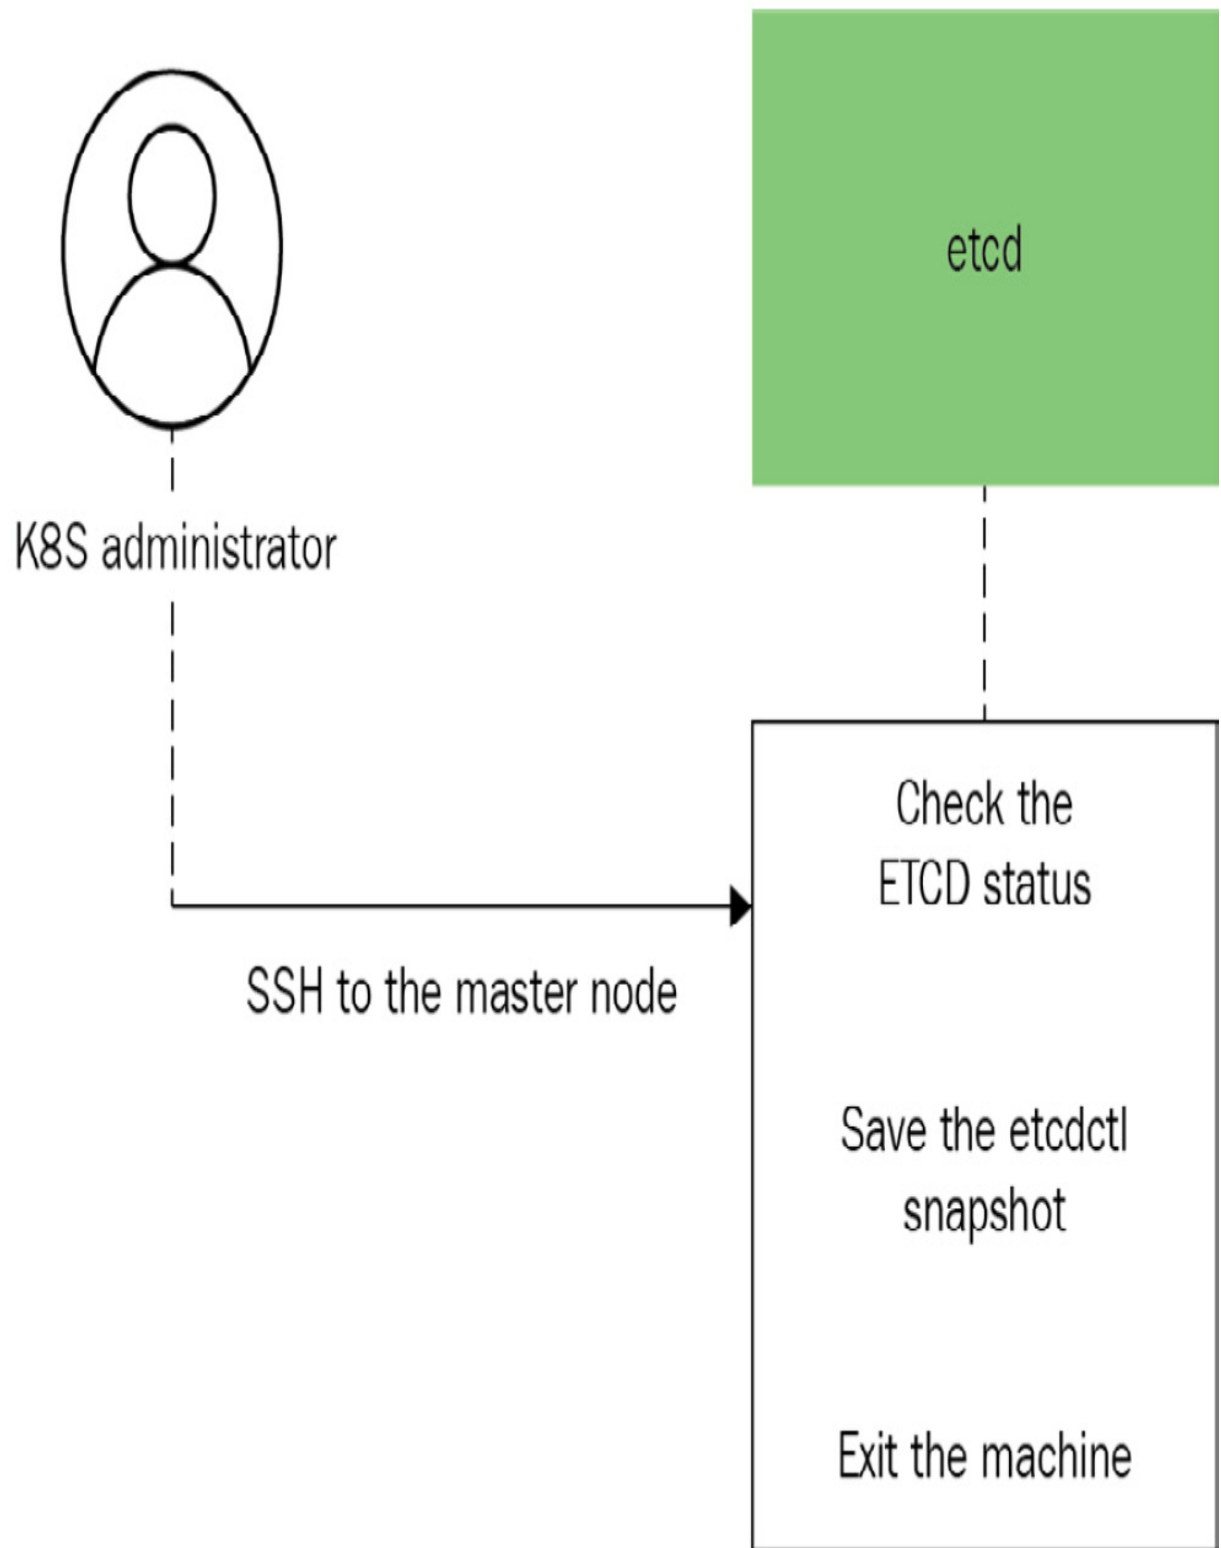 etcd
K8S administrator
Check the
ETCD status
SSH to the master node
Save the etcdctl
snapshot
Exit the machine